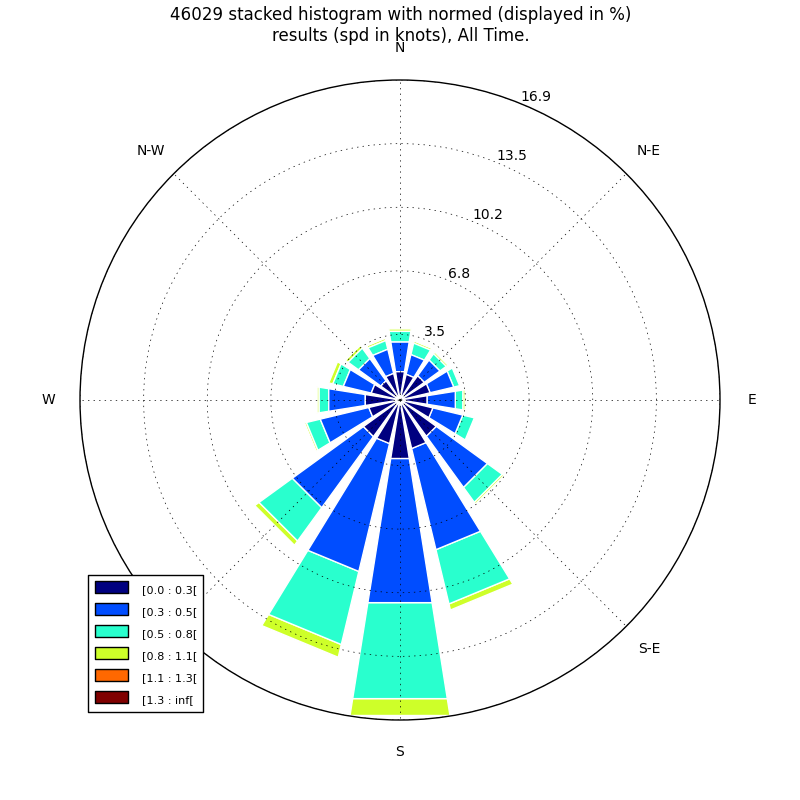 46029 stacked histogram with normed (displayed in %)
results (spd in knots), All Time.
N
16.9
N-W
N-E
13.5
10.2
6.8
3.5
W
E
[0.0 : 0.3[
[0.3 : 0.5[
[0.5 : 0.8[
[0.8 : 1.1[
[1.1 : 1.3[
[1.3 : inf[
S-E
S